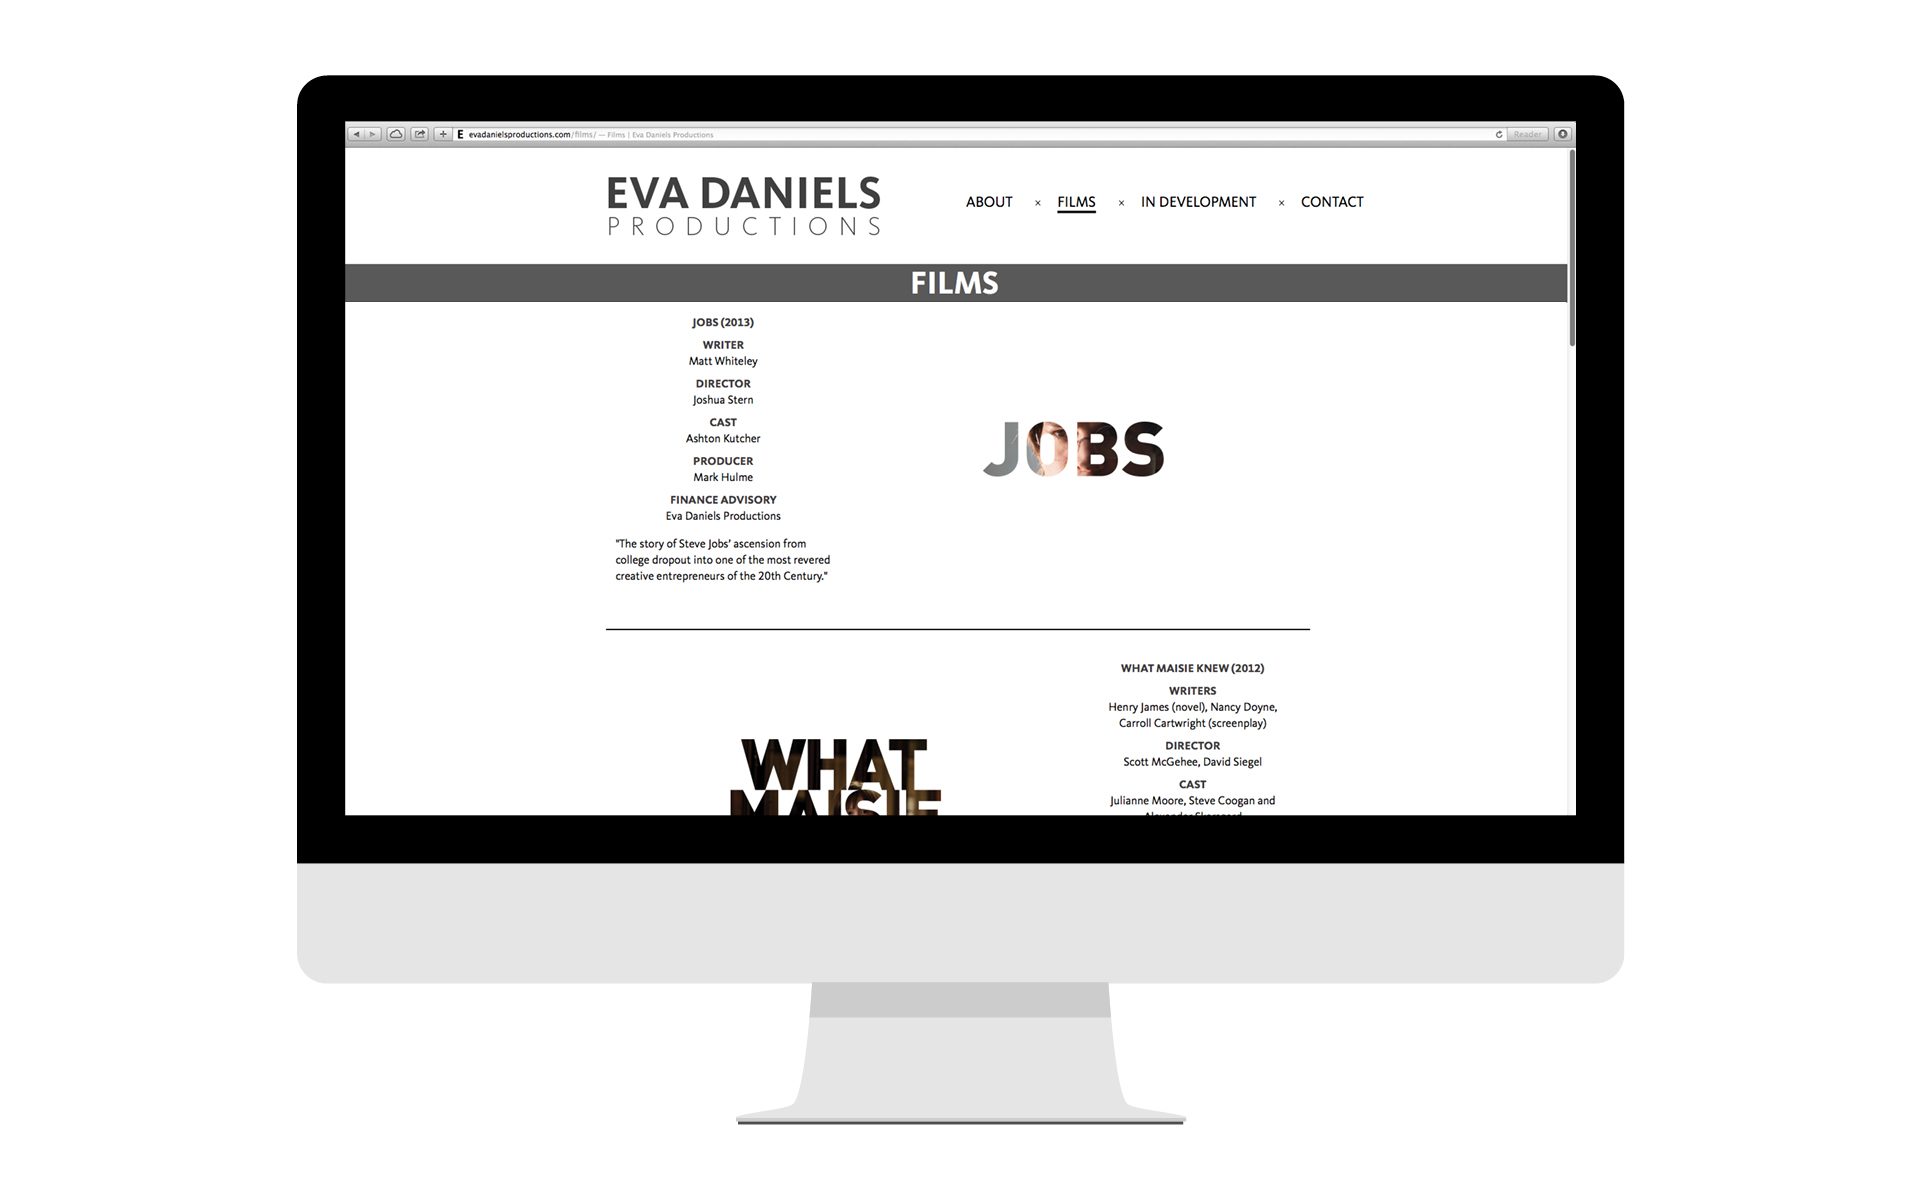 evadanielsproductions.com/films/ — Films | Eva Daniels Productions
Reader
EVA DANIELS
PRODUCTIONS
ABOUT × FILMS × IN DEVELOPMENT × CONTACT
FILMS
JOBS (2013)
WRITER
Matt Whiteley
DIRECTOR
Joshua Stern
CAST
Ashton Kutcher
PRODUCER
Mark Hulme
FINANCE ADVISORY
Eva Daniels Productions
"The story of Steve Jobs' ascension from
college dropout into one of the most revered
creative entrepreneurs of the 20th Century."
JOBS
WHAT MAISIE KNEW (2012)
WRITERS
Henry James (novel), Nancy Doyne,
Carroll Cartwright (screenplay)
DIRECTOR
Scott McGehee, David Siegel
CAST
Julianne Moore, Steve Coogan and
WHAT
MAISIE